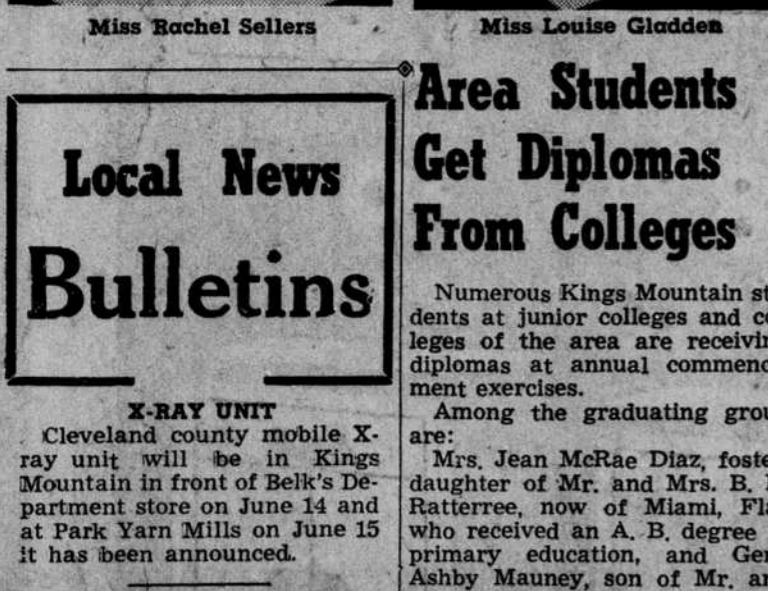 Miss Rachel Sellers
Local News
Bulletins
X-RAY UNIT
Cleveland county mobile X-
ray unit will be in Kings
Mountain in front of Belk's De-
partment store on June 14 and
at Park Yarn Mills on June 15
it has been announced.
Miss Louise Gladden
Area Students
Get Diplomas
From Colleges
Numerous Kings Mountain st
dents at junior colleges and co
leges of the area are receivin
diplomas at annual commenc
ment exercises.
Among the graduating grou
are:
Mrs. Jean McRae Diaz, foste
daughter of Mr. and Mrs. B.
Ratterree, now of Miami, Fla
who received an A. B. degree
primary education, and Ger
Ashby Mauney, son of Mr. an